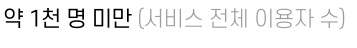 약 1천 명 미만 (서비스 전체 이용자 수)